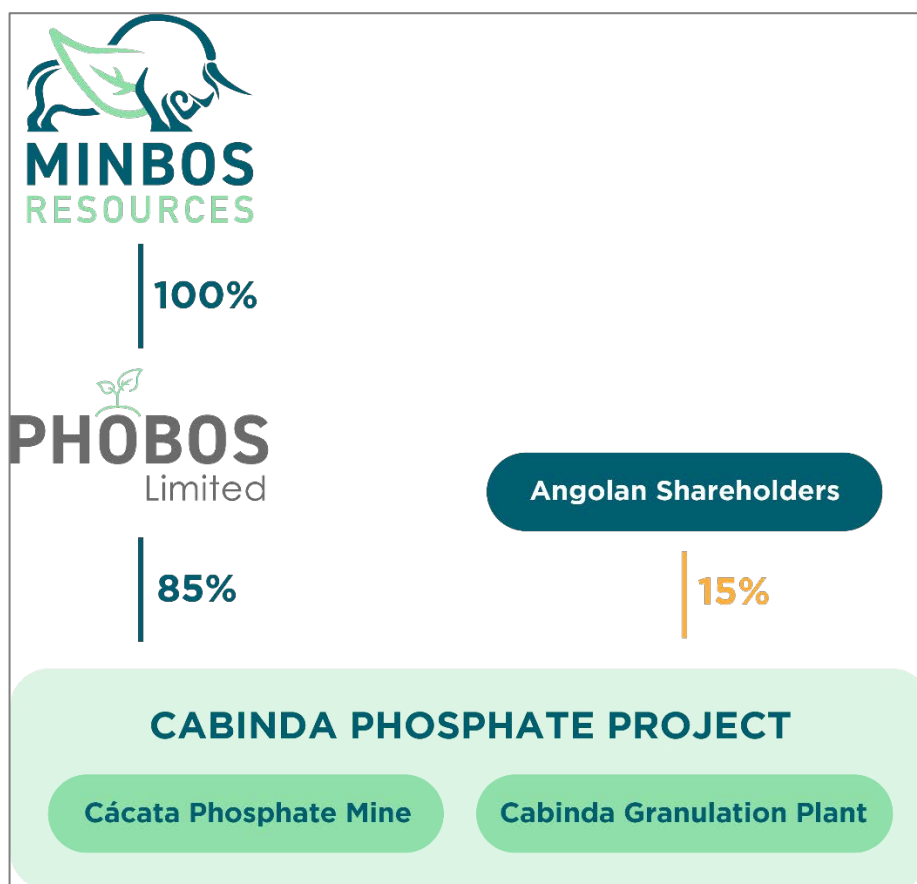 MINBOS
RESOURCES
100%
PHOBOS
Limited
Angolan Shareholders
85%
15%
CABINDA PHOSPHATE PROJECT
Cácata Phosphate Mine
Cabinda Granulation Plant